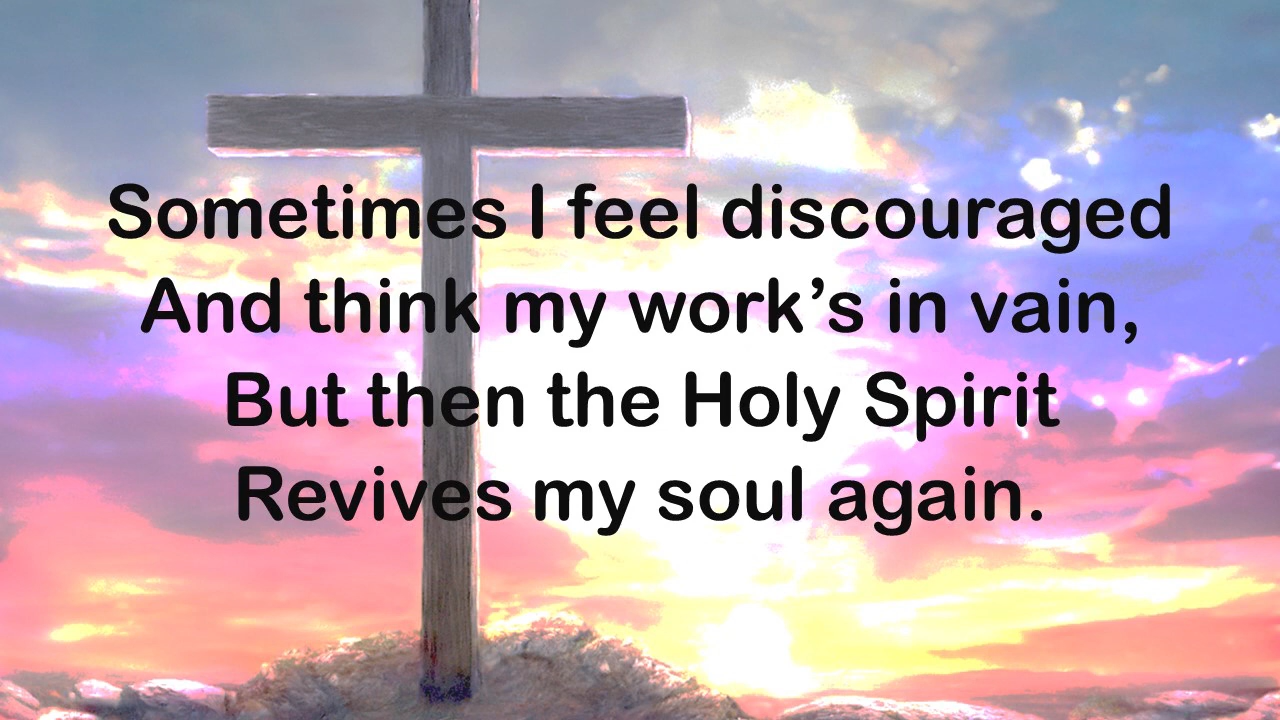 Sometimes I feel discouraged
And think my work’s in vain,
But then the Holy Spirit
Revives my soul again.